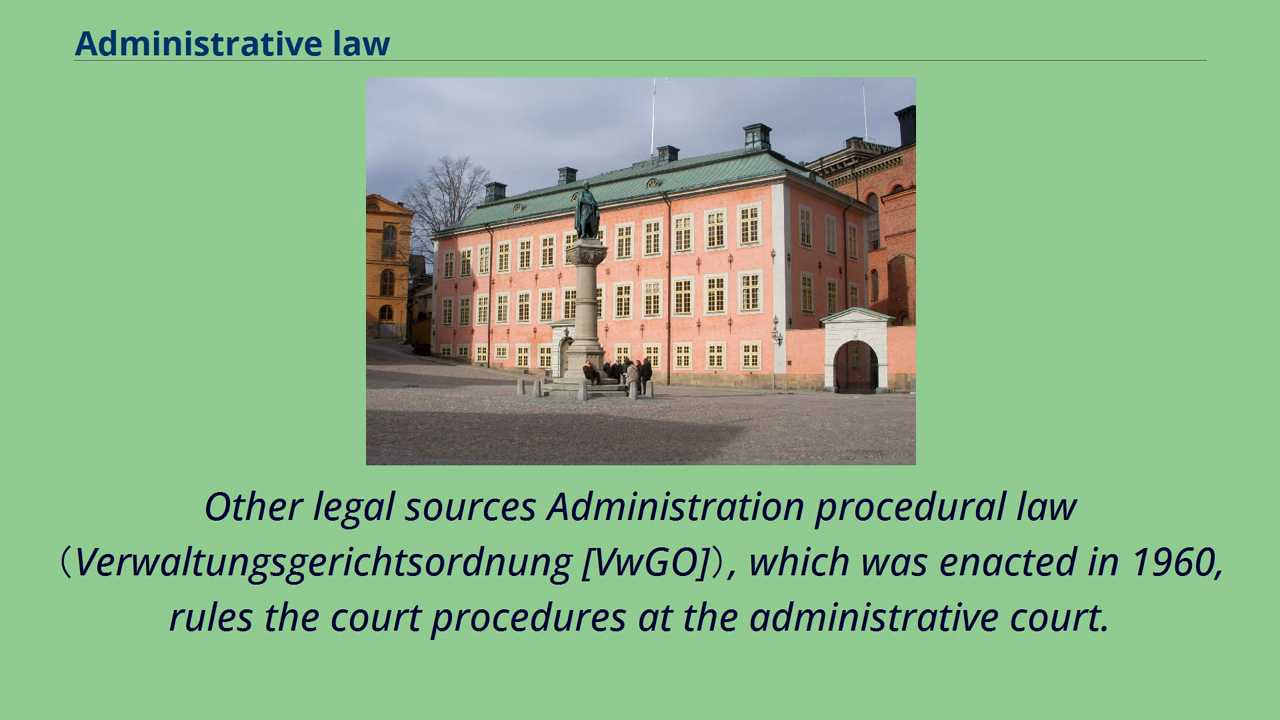 Administrative law
Other legal sources Administration procedural law
（Verwaltungsgerichtsordnung [VwGO]）, which was enacted in 1960,
rules the court procedures at the administrative court.